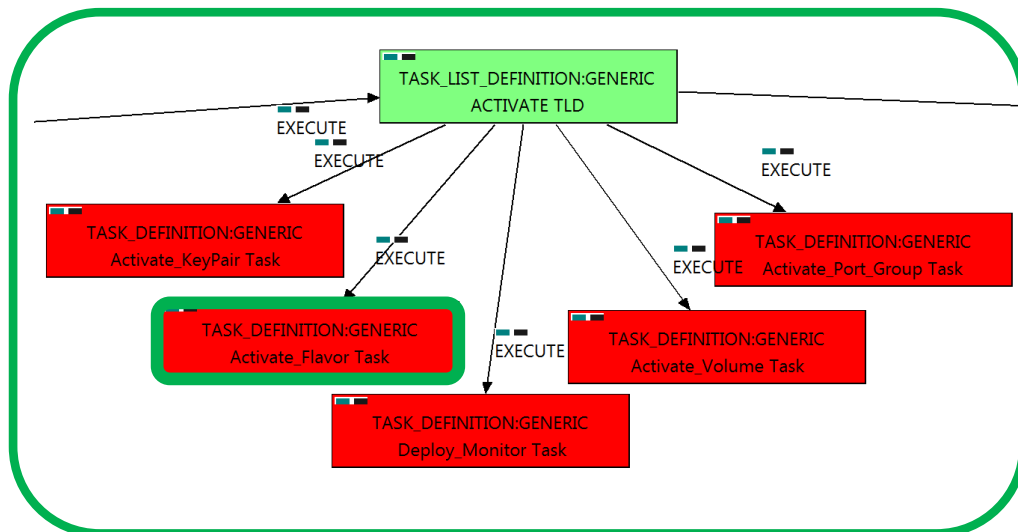 TASK_LIST_DEFINITION:GENERIC
ACTIVATE TLD
EXECUTE
EXECUTE
EXECUTE
TASK_DEFINITION:GENERIC
Activate_KeyPair Task
TASK_DEFINITION:GENERIC
Activate_Port_Group Task
EXECUTE
EXECUTE
TASK_DEFINITION:GENERIC
Activate_Flavor Task
TASK_DEFINITION:GENERIC
Activate_Volume Task
EXECUTE
TASK_DEFINITION:GENERIC
Deploy_Monitor Task